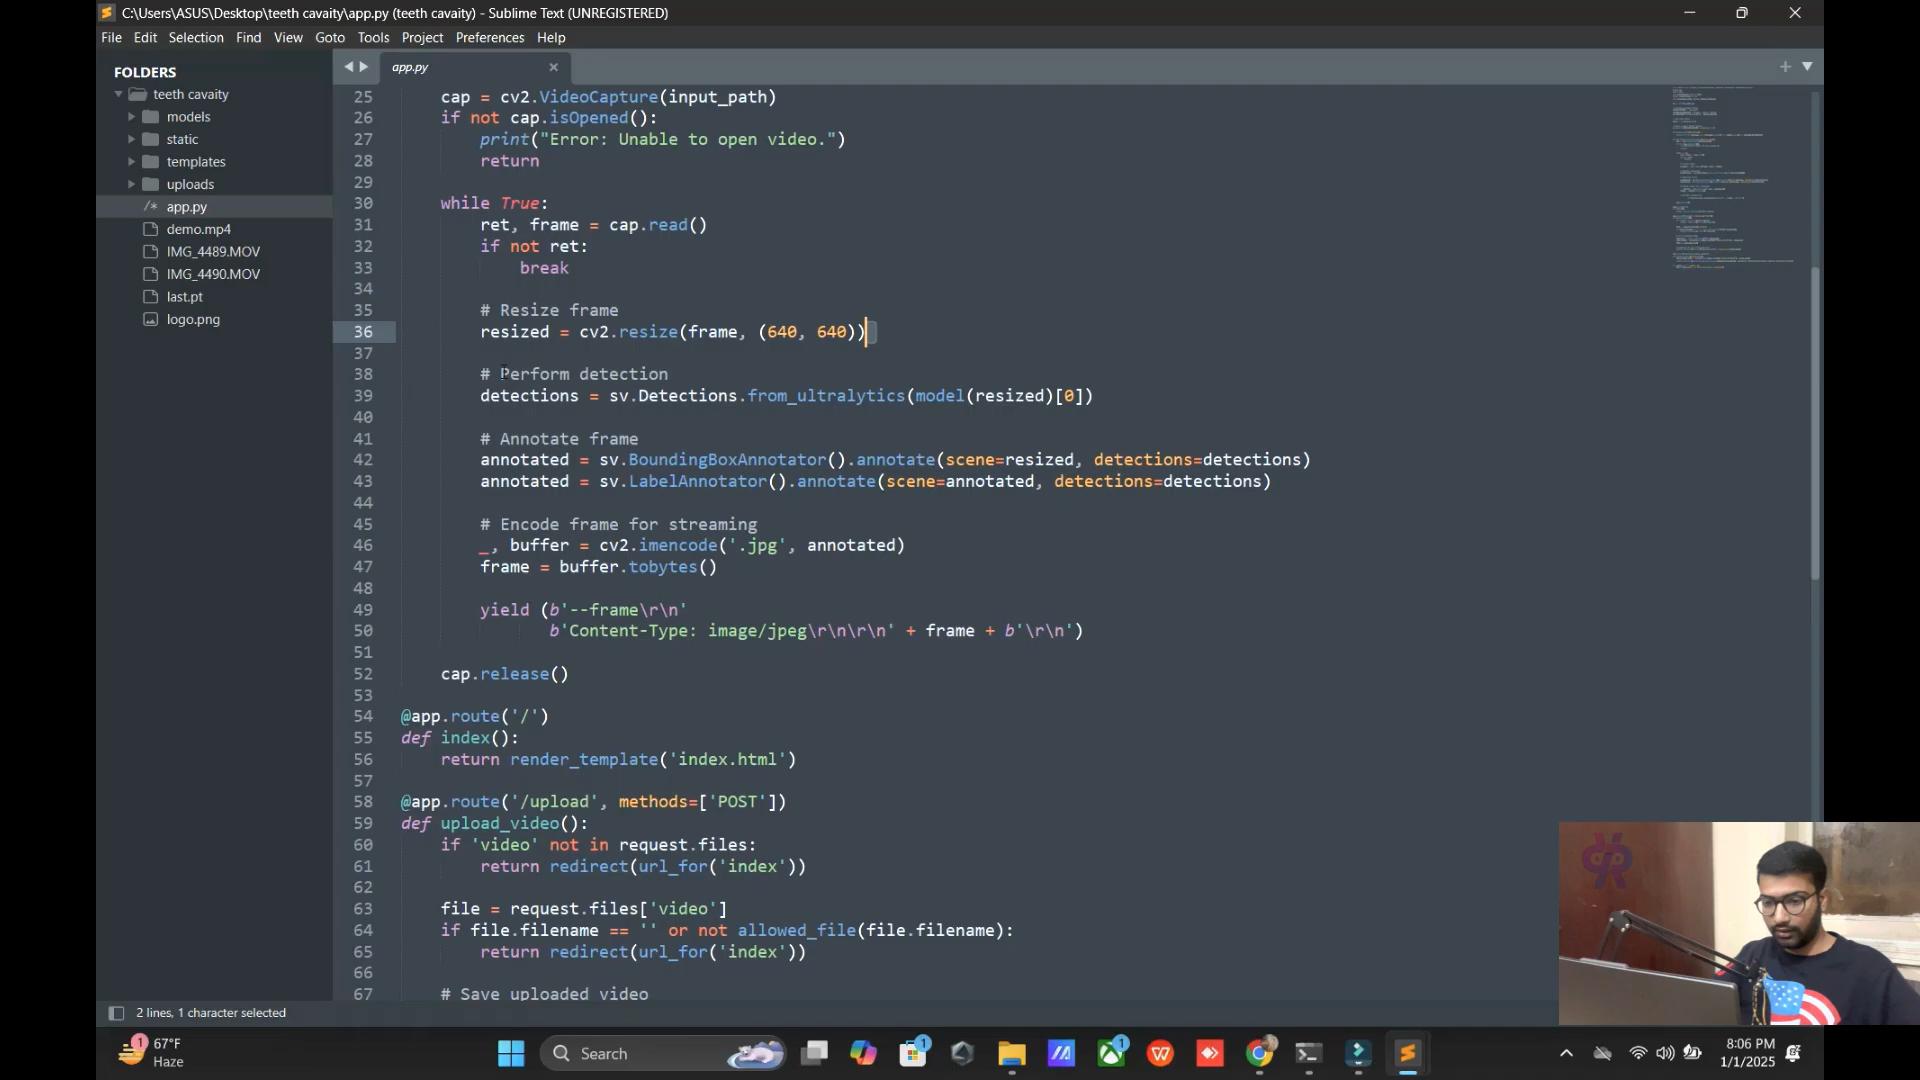 C:\Users\ASUS\Desktop\teeth cavaity\app.py (teeth cavaity) - Sublime Text (UNREGISTERED)
File Edit Selection Find View Goto Tools Project Preferences Help
FOLDERS
teeth cavaity
models
static
templates
uploads
/* app.py
demo.mp4
IMG_4489.MOV
IMG_4490.MOV
last.pt
logo.png
app.py
25 cap = cv2.VideoCapture(input_path)
26 if not cap.isOpened():
27 print("Error: Unable to open video.")
28 return
29
30 while True:
31 ret, frame = cap.read()
32 if not ret:
33 break
34
35 # Resize frame
36 resized = cv2.resize(frame, (640, 640))
37
38 # Perform detection
39 detections = sv.Detections.from_ultralytics(model(resized)[0])
40
41 # Annotate frame
42 annotated = sv.BoundingBoxAnnotator().annotate(scene=resized, detections=detections)
43 annotated = sv.LabelAnnotator().annotate(scene=annotated, detections=detections)
44
45 # Encode frame for streaming
46 _, buffer = cv2.imencode('.jpg', annotated)
47 frame = buffer.tobytes()
48
49 yield (b'--frame\r\n'
50 b'Content-Type: image/jpeg\r\n\r\n' + frame + b'\r\n')
51
52 cap.release()
53
54 @app.route('/')
55 def index():
56 return render_template('index.html')
57
58 @app.route('/upload', methods=['POST'])
59 def upload_video():
60 if 'video' not in request.files:
61 return redirect(url_for('index'))
62
63 file = request.files['video']
64 if file.filename == '' or not allowed_file(file.filename):
65 return redirect(url_for('index'))
66
67 # Save uploaded video
2 lines, 1 character selected
1 67°F
Haze
Search
1
1
8:06 PM
1/1/2025